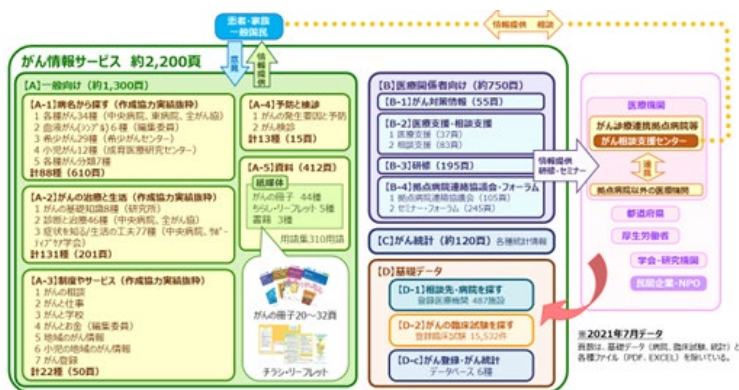 患者・家族
一般国民
情報提供 相談
がん情報サービス 約2,200頁
意見
情報提供
【A】一般向け（約1,300頁）
【A-1】病名から探す（作成協力実績抜粋）
1 各種がん34種（中央病院、東病院、全がん協）
2 血液がん(リンパ)6種（編集委員）
3 希少がん29種（希少がんセンター）
4 小児がん12種（成育医療研究センター）
5 各種がん分類7種
計88種（610頁）
【A-2】がんの治療と生活（作成協力実績抜粋）
1 がんの基礎知識8種（研究所）
2 診断と治療46種（中央病院、全がん協）
3 症状を知る/生活の工夫77種（中央病院、サポーティブケア学会）
計131種（201頁）
【A-3】制度やサービス（作成協力実績抜粋）
1 がんの相談
2 がんと仕事
3 がんと学校
4 がんとお金（編集委員）
5 地域のがん情報
6 小児の地域のがん情報
7 がん登録
計22種（50頁）
【A-4】予防と検診
1 がんの発生要因と予防
2 がん検診
計13種（15頁）
【A-5】資料（412頁）
紙媒体
がんの冊子 44種
ちらし・リーフレット 5種
書籍 3種
用語集310用語
がんの冊子20～32頁
チラシ・リーフレット
【B】医療関係者向け（約750頁）
【B-1】がん対策情報（55頁）
【B-2】医療支援・相談支援
1 医療支援（37頁）
2 相談支援（83頁）
【B-3】研修（195頁）
【B-4】拠点病院連絡協議会・フォーラム
1 拠点病院連絡協議会（105頁）
2 セミナー・フォーラム（245頁）
【C】がん統計（約120頁）各種統計情報
【D】基礎データ
【D-1】相談先・病院を探す
登録医療機関 487施設
【D-2】がんの臨床試験を探す
登録臨床試験 15,532件
【D-c】がん登録・がん統計
データベース 6種
情報提供
研修・セミナー
医療機関
がん診療連携拠点病院等
がん相談支援センター
連携
拠点病院以外の医療機関
都道府県
厚生労働省
学会・研究機関
民間企業・NPO
※2021年7月データ
頁数は、基礎データ（病院、臨床試験、統計）と
各種ファイル（PDF、EXCEL）を除いている。